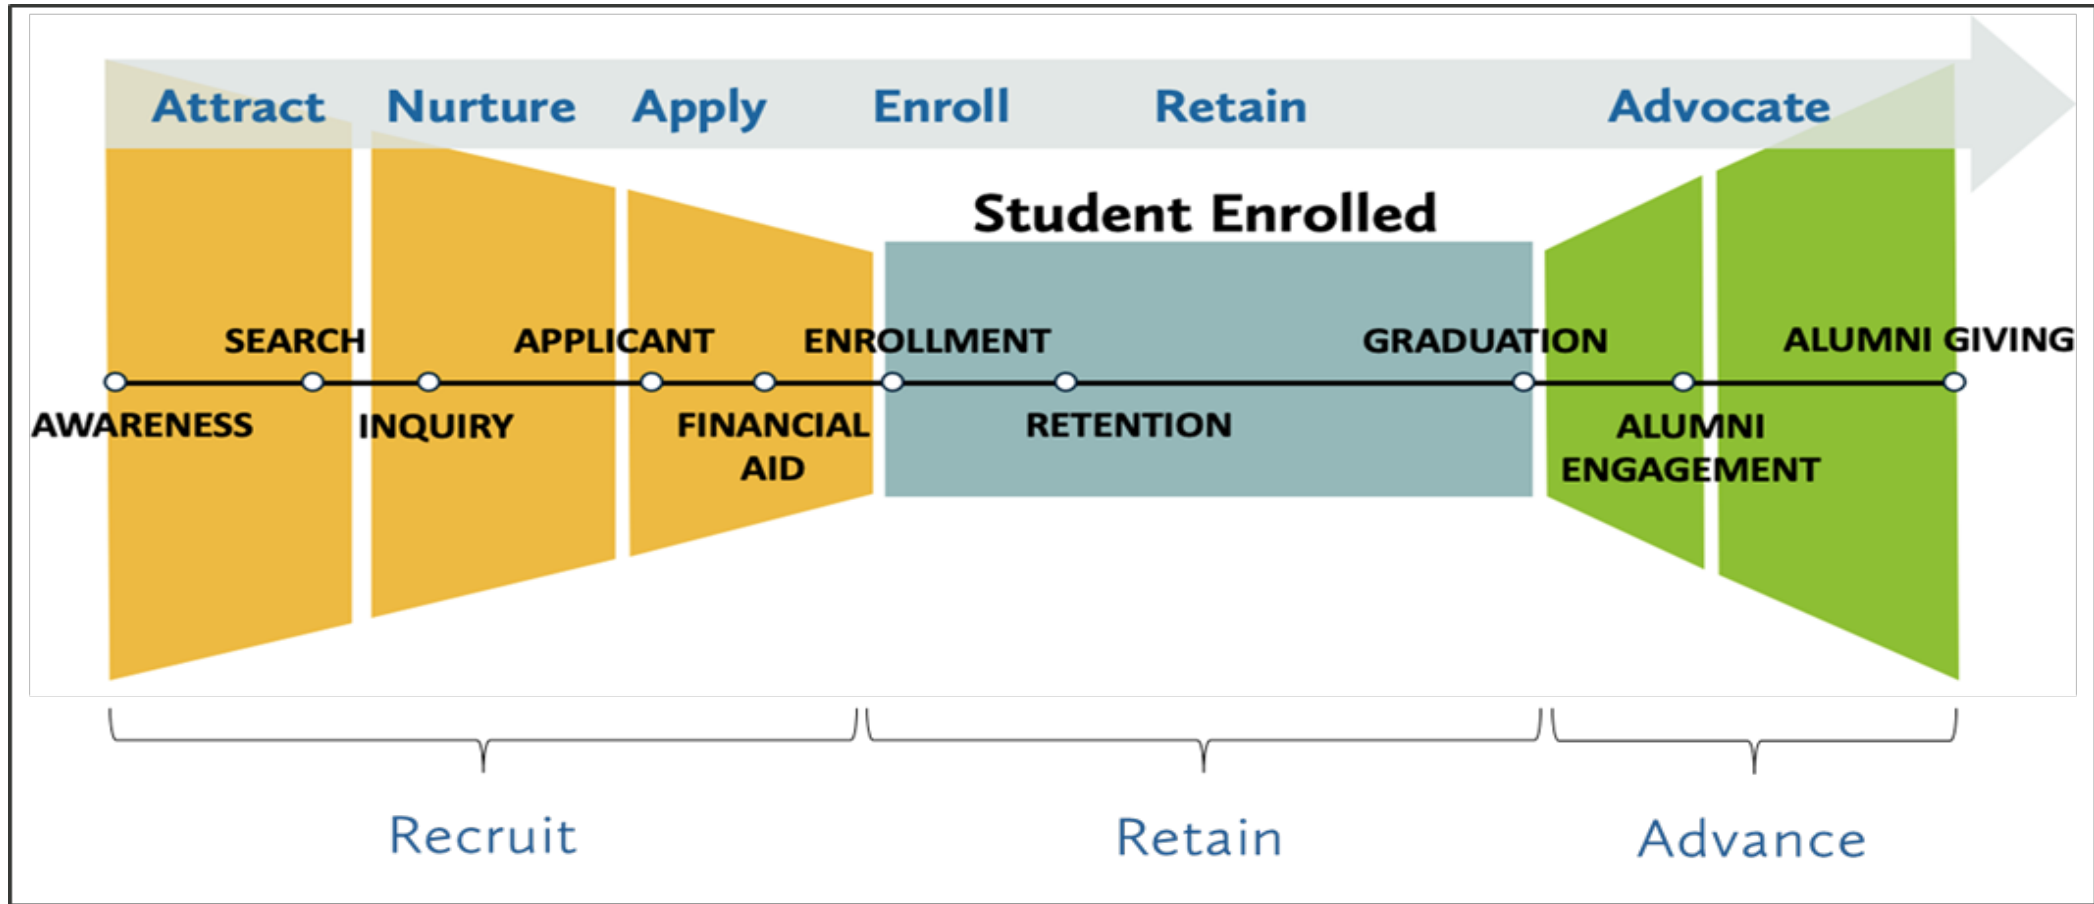 Attract Nurture Apply Enroll Retain Advocate
Student Enrolled
SEARCH APPLICANT ENROLLMENT GRADUATION ALUMNI GIVING
AWARENESS INQUIRY FINANCIAL RETENTION ALUMNI
AID ENGAGEMENT
Recruit Retain Advance